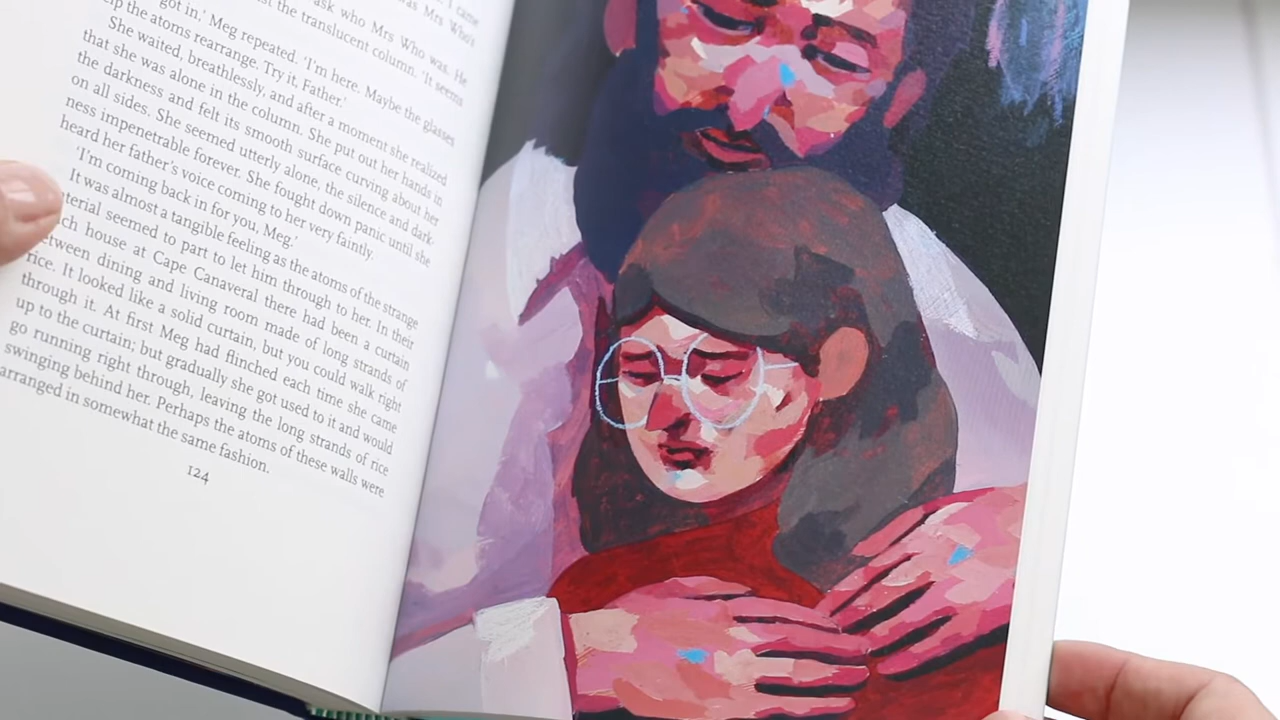 I came
Mrs Who's
ask who Mrs Who was. He
the translucent column. 'It seems
got in,' Meg repeated. 'I'm here. Maybe the glasses
the atoms rearrange. Try it, Father.'
She waited, breathlessly, and after a moment she realized
that she was alone in the column. She put out her hands in
the darkness and felt its smooth surface curving about her
on all sides. She seemed utterly alone, the silence and dark-
ness impenetrable forever. She fought down panic until she
heard her father's voice coming to her very faintly.
'I'm coming back in for you, Meg.'
It was almost a tangible feeling as the atoms of the strange
terial seemed to part to let him through to her. In their
ach house at Cape Canaveral there had been a curtain
etween dining and living room made of long strands of
rice. It looked like a solid curtain, but you could walk right
through it. At first Meg had flinched each time she came
up to the curtain; but gradually she got used to it and would
go running right through, leaving the long strands of rice
swinging behind her. Perhaps the atoms of these walls were
arranged in somewhat the same fashion.
124